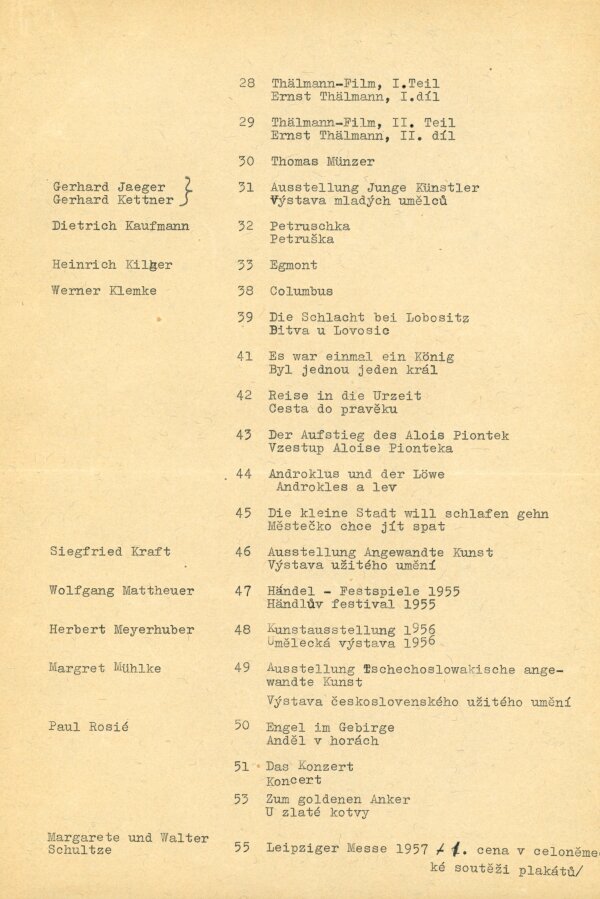 28 Thälmann-Film, I.Teil
Ernst Thälmann, I.díl
29 Thälmann-Film, II. Teil
Ernst Thälmann, II. díl
30 Thomas Münzer
Gerhard Jaeger } 31 Ausstellung Junge Künstler
Gerhard Kettner Výstava mladých umělců
Dietrich Kaufmann 32 Petruschka
Petruška
Heinrich Kilger 33 Egmont
Werner Klemke 38 Columbus
39 Die Schlacht bei Lobositz
Bitva u Lovosic
41 Es war einmal ein König
Byl jednou jeden král
42 Reise in die Urzeit
Cesta do pravěku
43 Der Aufstieg des Alois Piontek
Vzestup Aloise Pionteka
44 Androklus und der Löwe
Androkles a lev
45 Die kleine Stadt will schlafen gehn
Městečko chce jít spat
Siegfried Kraft 46 Ausstellung Angewandte Kunst
Výstava užitého umění
Wolfgang Mattheuer 47 Händel - Festspiele 1955
Händlův festival 1955
Herbert Meyerhuber 48 Kunstausstellung 1956
Umělecká výstava 1956
Margret Mühlke 49 Ausstellung Tschechoslowakische ange-
wandte Kunst
Výstava československého užitého umění
Paul Rosié 50 Engel im Gebirge
Anděl v horách
51 Das Konzert
Koncert
53 Zum goldenen Anker
U zlaté kotvy
Margarete und Walter
Schultze 55 Leipziger Messe 1957 /1. cena v celoněmec
ké soutěži plakátů/